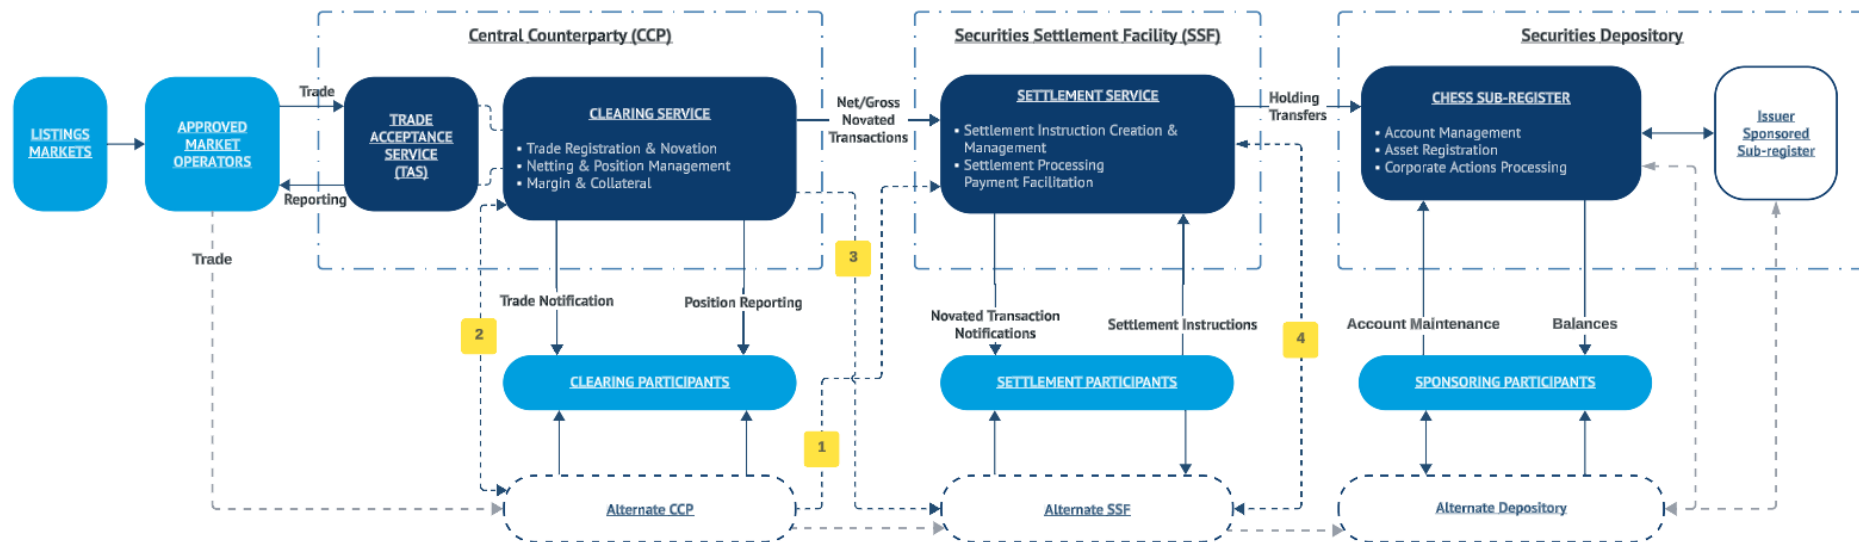 Central Counterparty (CCP)
Securities Settlement Facility (SSF)
Securities Depository
LISTINGS
MARKETS
APPROVED
MARKET
OPERATORS
Trade
Reporting
TRADE
ACCEPTANCE
SERVICE
(TAS)
CLEARING SERVICE
▪ Trade Registration & Novation
▪ Netting & Position Management
▪ Margin & Collateral
Net/Gross
Novated
Transactions
SETTLEMENT SERVICE
▪ Settlement Instruction Creation &
Management
▪ Settlement Processing
Payment Facilitation
Holding
Transfers
CHESS SUB-REGISTER
▪ Account Management
▪ Asset Registration
▪ Corporate Actions Processing
Issuer
Sponsored
Sub-register
Trade
3
Trade Notification
Position Reporting
2
Novated Transaction
Notifications
Settlement Instructions
4
Account Maintenance
Balances
CLEARING PARTICIPANTS
SETTLEMENT PARTICIPANTS
SPONSORING PARTICIPANTS
1
Alternate CCP
Alternate SSF
Alternate Depository